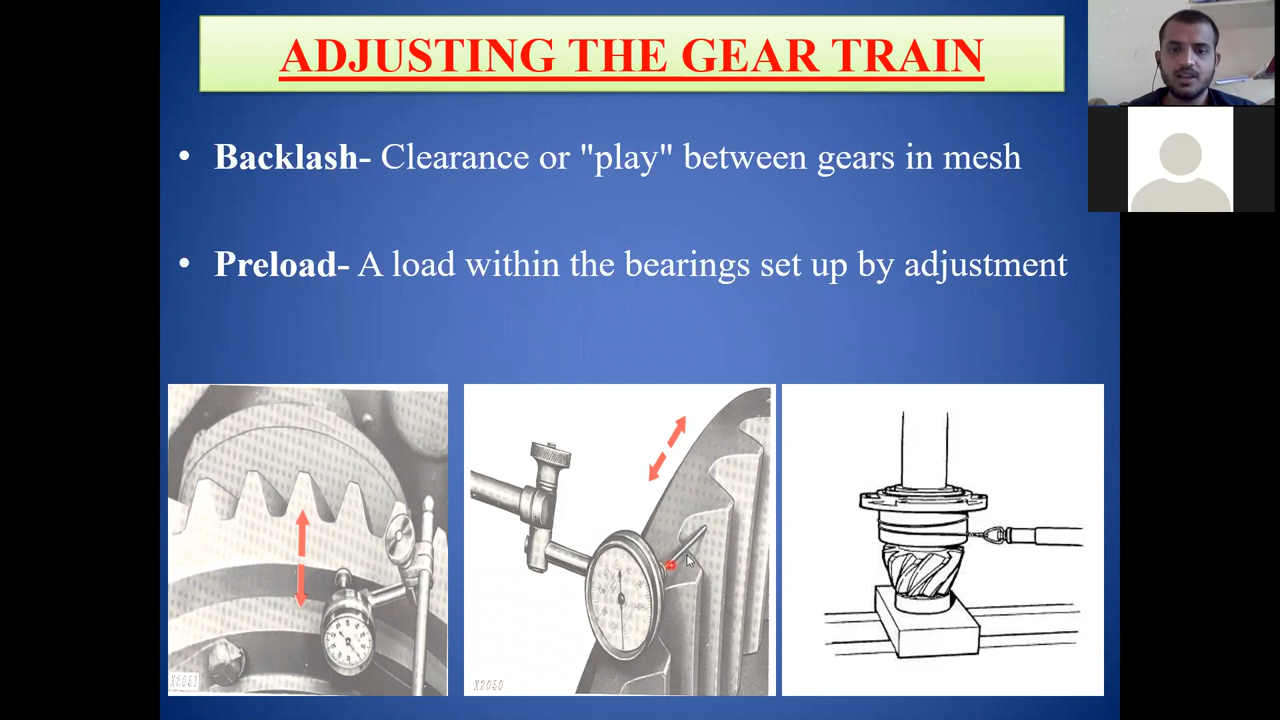 ADJUSTING THE GEAR TRAIN
• Backlash- Clearance or "play" between gears in mesh
• Preload- A load within the bearings set up by adjustment
X2051
X2050